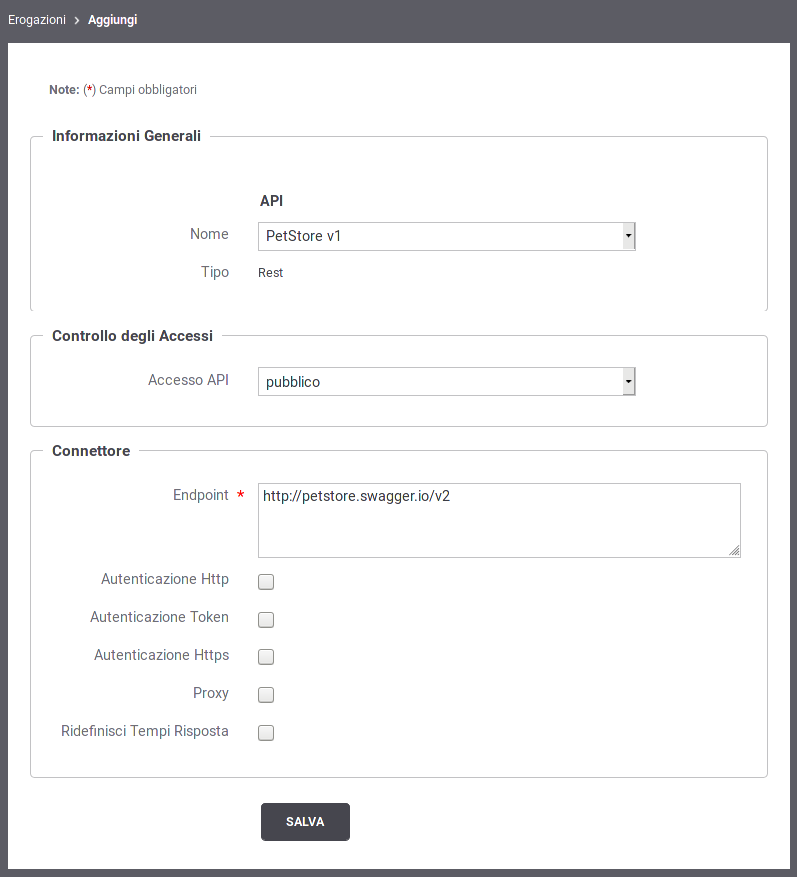 Erogazioni > Aggiungi
Note: (*) Campi obbligatori
Informazioni Generali
API
Nome PetStore v1
Tipo Rest
Controllo degli Accessi
Accesso API pubblico
Connettore
Endpoint * http://petstore.swagger.io/v2
Autenticazione Http
Autenticazione Token
Autenticazione Https
Proxy
Ridefinisci Tempi Risposta
SALVA